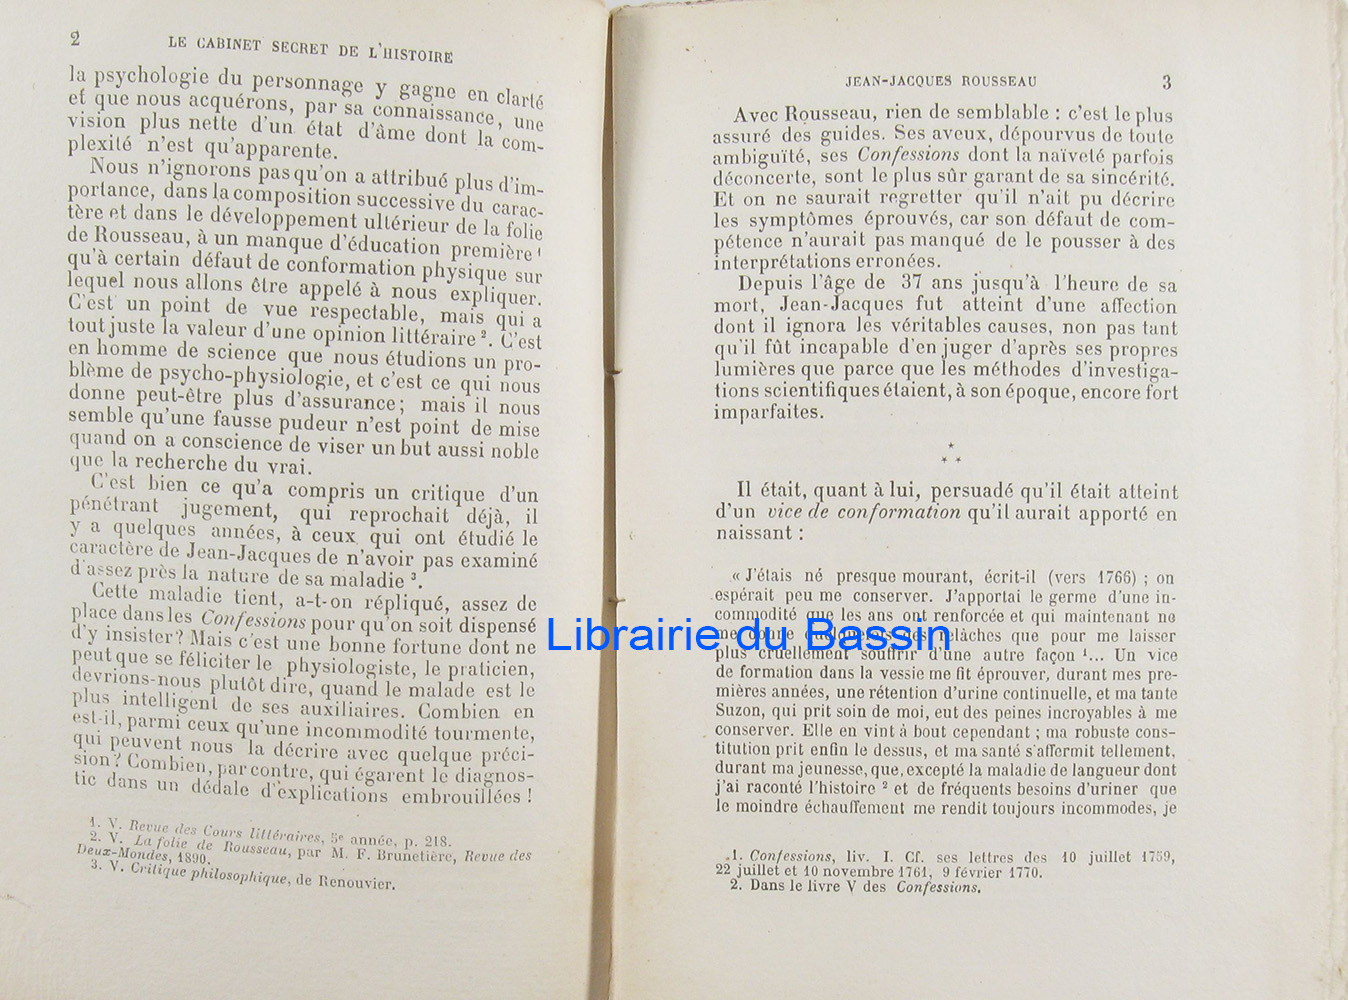 2
LE CABINET SECRET DE L'HISTOIRE
la psychologie du personnage y gagne en clarté
et que nous acquérons, par sa connaissance, une
vision plus nette d'un état d'âme dont la com-
plexité n'est qu'apparente.
Nous n'ignorons pas qu'on a attribué plus d'im-
portance, dans la composition successive du carac-
tère et dans le développement ultérieur de la folie
de Rousseau, à un manque d'éducation première ¹
qu'à certain défaut de conformation physique sur
lequel nous allons être appelé à nous expliquer.
C'est un point de vue respectable, mais qui a
tout juste la valeur d'une opinion littéraire ². C'est
en homme de science que nous étudions un pro-
blème de psycho-physiologie, et c'est ce qui nous
donne peut-être plus d'assurance; mais il nous
semble qu'une fausse pudeur n'est point de mise
quand on a conscience de viser un but aussi noble
que la recherche du vrai.
C'est bien ce qu'a compris un critique d'un
pénétrant jugement, qui reprochait déjà, il
y a quelques années, à ceux qui ont étudié le
caractère de Jean-Jacques de n'avoir pas examiné
d'assez près la nature de sa maladie ³.
Cette maladie tient, a-t-on répliqué, assez de
place dans les Confessions pour qu'on soit dispensé
d'y insister? Mais c'est une bonne fortune dont ne
peut que se féliciter le physiologiste, le praticien,
devrions-nous plutôt dire, quand le malade est le
plus intelligent de ses auxiliaires. Combien en
est-il, parmi ceux qu'une incommodité tourmente,
qui peuvent nous la décrire avec quelque préci-
sion? Combien, par contre, qui égarent le diagnos-
tic dans un dédale d'explications embrouillées !
1. V. Revue des Cours littéraires, 5e année, p. 218.
2. V. La folie de Rousseau, par M. F. Brunetière, Revue des
Deux-Mondes, 1890.
3. V. Critique philosophique, de Renouvier.
JEAN-JACQUES ROUSSEAU
3
Avec Rousseau, rien de semblable : c'est le plus
assuré des guides. Ses aveux, dépourvus de toute
ambiguïté, ses Confessions dont la naïveté parfois
déconcerte, sont le plus sûr garant de sa sincérité.
Et on ne saurait regretter qu'il n'ait pu décrire
les symptômes éprouvés, car son défaut de com-
pétence n'aurait pas manqué de le pousser à des
interprétations erronées.
Depuis l'âge de 37 ans jusqu'à l'heure de sa
mort, Jean-Jacques fut atteint d'une affection
dont il ignora les véritables causes, non pas tant
qu'il fût incapable d'en juger d'après ses propres
lumières que parce que les méthodes d'investiga-
tions scientifiques étaient, à son époque, encore fort
imparfaites.
*
* *
Il était, quant à lui, persuadé qu'il était atteint
d'un vice de conformation qu'il aurait apporté en
naissant :
« J'étais né presque mourant, écrit-il (vers 1766) ; on
espérait peu me conserver. J'apportai le germe d'une in-
commodité que les ans ont renforcée et qui maintenant ne
me donne quelquefois des relâches que pour me laisser
plus cruellement souffrir d'une autre façon ¹... Un vice
de formation dans la vessie me fit éprouver, durant mes pre-
mières années, une rétention d'urine continuelle, et ma tante
Suzon, qui prit soin de moi, eut des peines incroyables à me
conserver. Elle en vint à bout cependant ; ma robuste cons-
titution prit enfin le dessus, et ma santé s'affermit tellement,
durant ma jeunesse, que, excepté la maladie de langueur dont
j'ai raconté l'histoire ² et de fréquents besoins d'uriner que
le moindre échauffement me rendit toujours incommodes, je
1. Confessions, liv. I. Cf. ses lettres des 10 juillet 1759,
22 juillet et 10 novembre 1761, 9 février 1770.
2. Dans le livre V des Confessions.
Librairie du Bassin